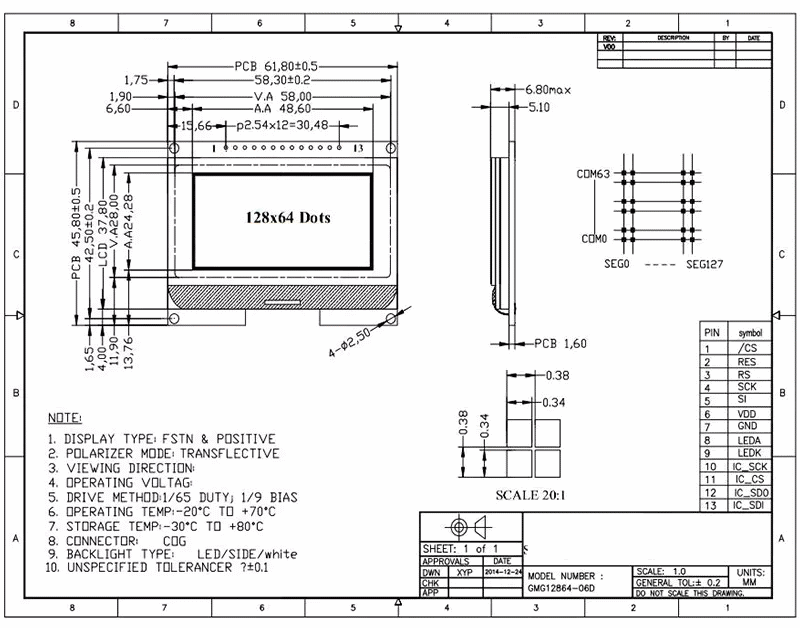 8 7 6 5 4 3 2 1
REV: DESCRIPTION BY DATE
V00
PCB 61,80±0.5
1,75 58,30±0.2
1,90 V.A 58,00
6,60 A.A 48,60
15,66 p2.54x12=30,48
1 13
6.80max
5.10
D D
PCB 45,80±0.5
42,50±0.2
LCD 37,80
V.A28,00
A.A24,28
128x64 Dots
COM63
COM0
SEG0 ---- SEG127
C C
1,65
4,00
11,90
13,76
4-ø2,50
PCB 1,60
B B
0.38
0.34
0.38
0.34
SCALE 20:1
PIN symbol
1 /CS
2 RES
3 RS
4 SCK
5 SI
6 VDD
7 GND
8 LEDA
9 LEDK
10 IC_SCK
11 IC_CS
12 IC_SDO
13 IC_SDI
NOTE:
1. DISPLAY TYPE: FSTN & POSITIVE
2. POLARIZER MODE: TRANSFLECTIVE
3. VIEWING DIRECTION:
4. OPERATING VOLTAG:
5. DRIVE METHOD:1/65 DUTY; 1/9 BIAS
6. OPERATING TEMP:-20°C TO +70°C
7. STORAGE TEMP:-30°C TO +80°C
8. CONNECTOR: COG
9. BACKLIGHT TYPE: LED/SIDE/white
10. UNSPECIFIED TOLERANCER ?±0.1
A A
SHEET: 1 of 1
S
APPROVALS DATE
DWN XYP 2014-12-24
CHK
APP
MODEL NUMBER :
GMG12864-06D
SCALE: 1.0
GENERAL TOL:± 0.2
DO NOT SCALE THIS DRAWING.
UNITS:
MM
8 7 6 5 4 3 2 1